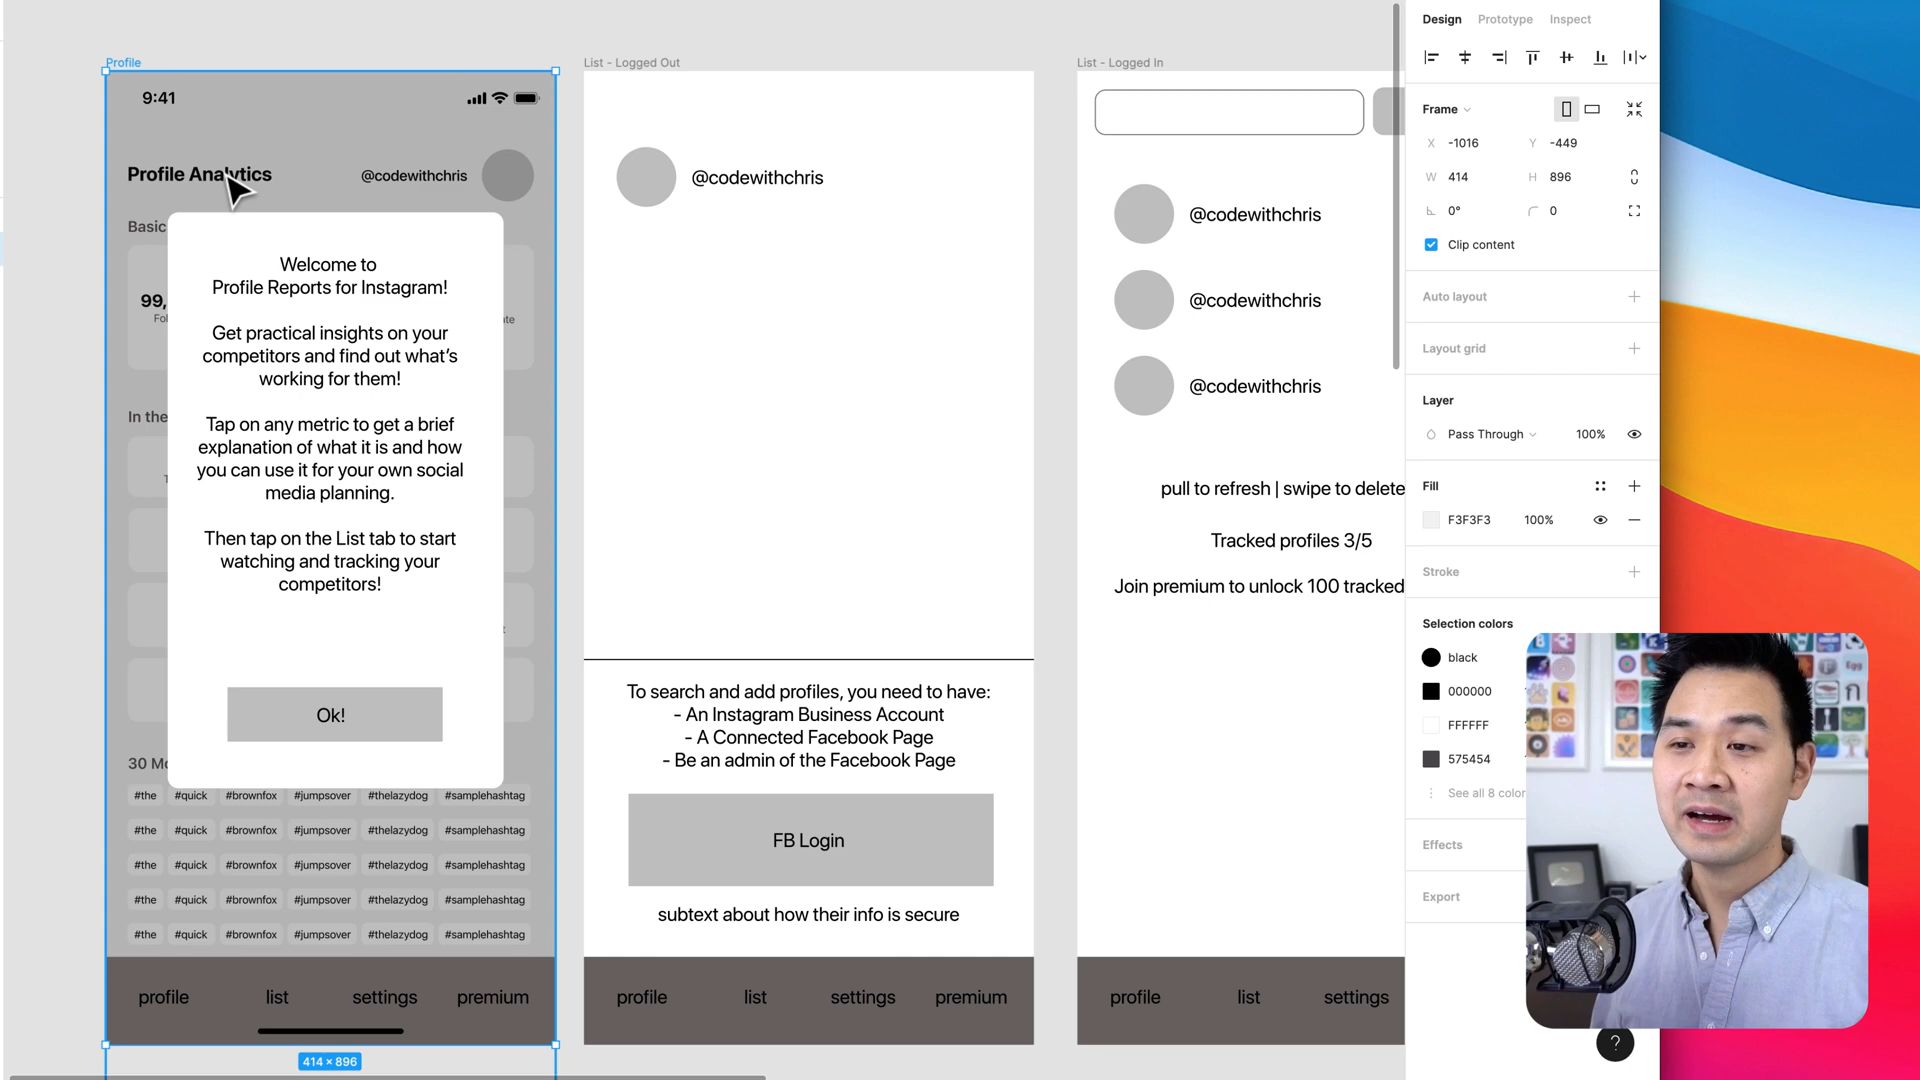 Profile
9:41
Profile Analytics
@codewithchris
Basic
99,
Fol
ate
In the
T
t
30 Mo
Welcome to
Profile Reports for Instagram!
Get practical insights on your
competitors and find out what’s
working for them!
Tap on any metric to get a brief
explanation of what it is and how
you can use it for your own social
media planning.
Then tap on the List tab to start
watching and tracking your
competitors!
Ok!
#the #quick #brownfox #jumpsover #thelazydog #samplehashtag
#the #quick #brownfox #jumpsover #thelazydog #samplehashtag
#the #quick #brownfox #jumpsover #thelazydog #samplehashtag
#the #quick #brownfox #jumpsover #thelazydog #samplehashtag
#the #quick #brownfox #jumpsover #thelazydog #samplehashtag
profile list settings premium
414 × 896
List - Logged Out
@codewithchris
To search and add profiles, you need to have:
- An Instagram Business Account
- A Connected Facebook Page
- Be an admin of the Facebook Page
FB Login
subtext about how their info is secure
profile list settings premium
List - Logged In
@codewithchris
@codewithchris
@codewithchris
pull to refresh | swipe to delete
Tracked profiles 3/5
Join premium to unlock 100 tracked
profile list settings
Design Prototype Inspect
Frame
X -1016 Y -449
W 414 H 896
0° 0
Clip content
Auto layout
Layout grid
Layer
Pass Through 100%
Fill
F3F3F3 100%
Stroke
Selection colors
black
000000
FFFFFF
575454
See all 8 color
Effects
Export
Egg
?